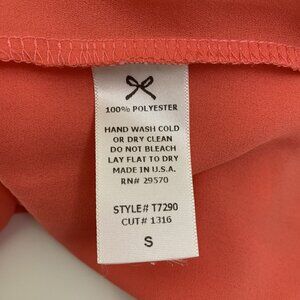 100% POLYESTER
HAND WASH COLD
OR DRY CLEAN
DO NOT BLEACH
LAY FLAT TO DRY
MADE IN U.S.A.
RN# 29570
STYLE# T7290
CUT# 1316
S